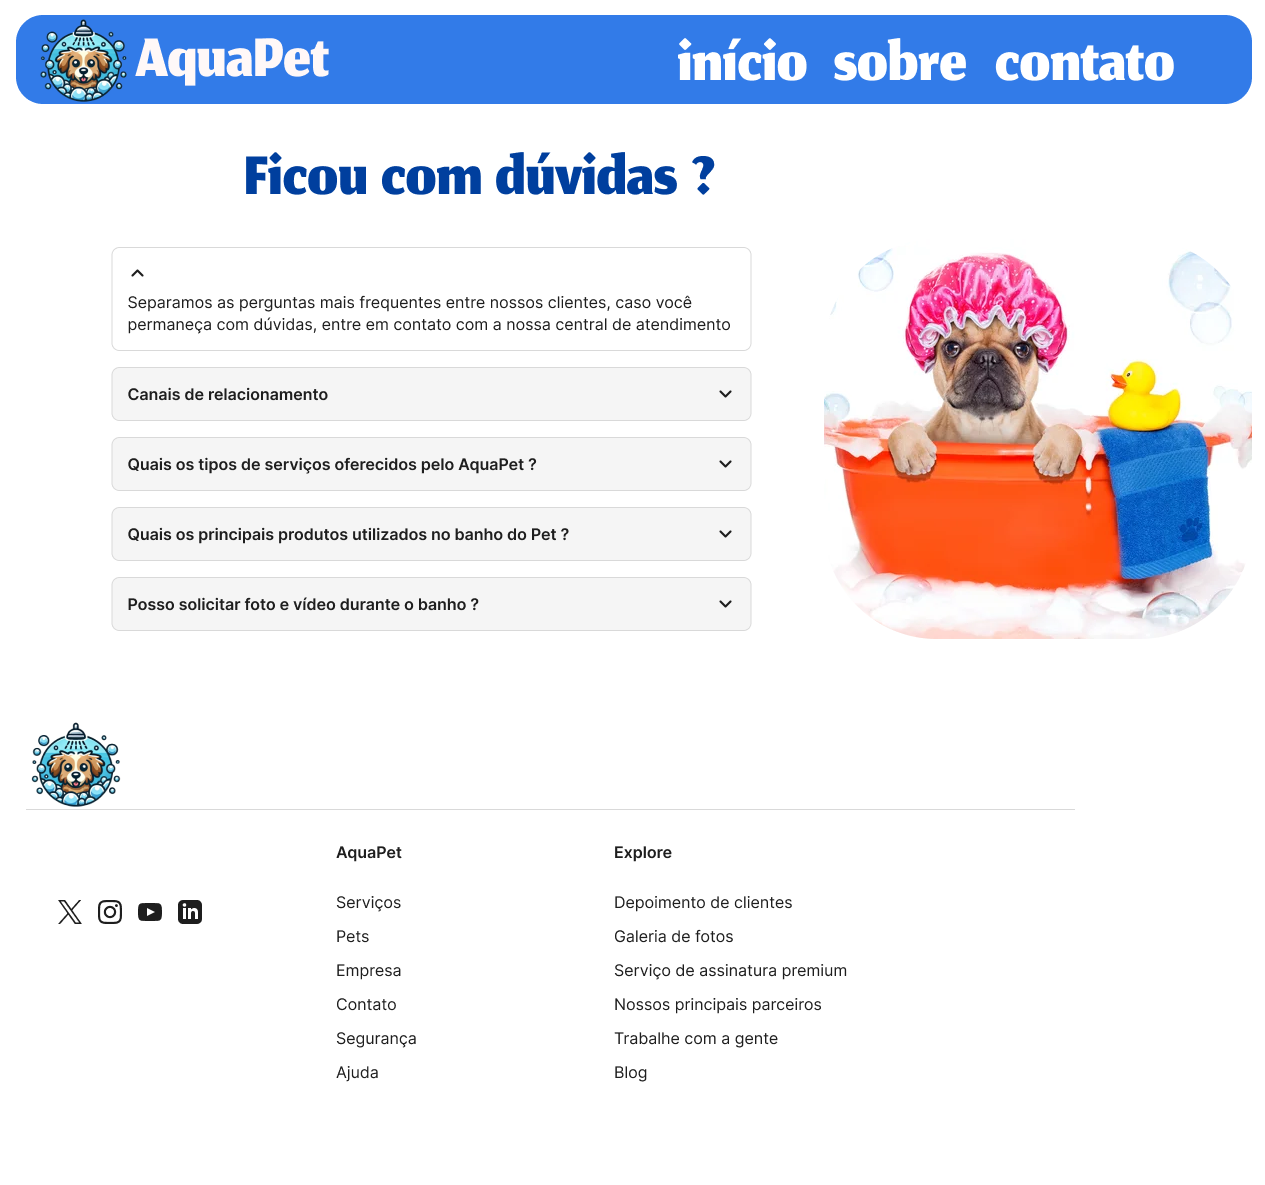 AquaPet
início sobre contato
Ficou com dúvidas ?
Separamos as perguntas mais frequentes entre nossos clientes, caso você
permaneça com dúvidas, entre em contato com a nossa central de atendimento
Canais de relacionamento
Quais os tipos de serviços oferecidos pelo AquaPet ?
Quais os principais produtos utilizados no banho do Pet ?
Posso solicitar foto e vídeo durante o banho ?
AquaPet
Serviços
Pets
Empresa
Contato
Segurança
Ajuda
Explore
Depoimento de clientes
Galeria de fotos
Serviço de assinatura premium
Nossos principais parceiros
Trabalhe com a gente
Blog